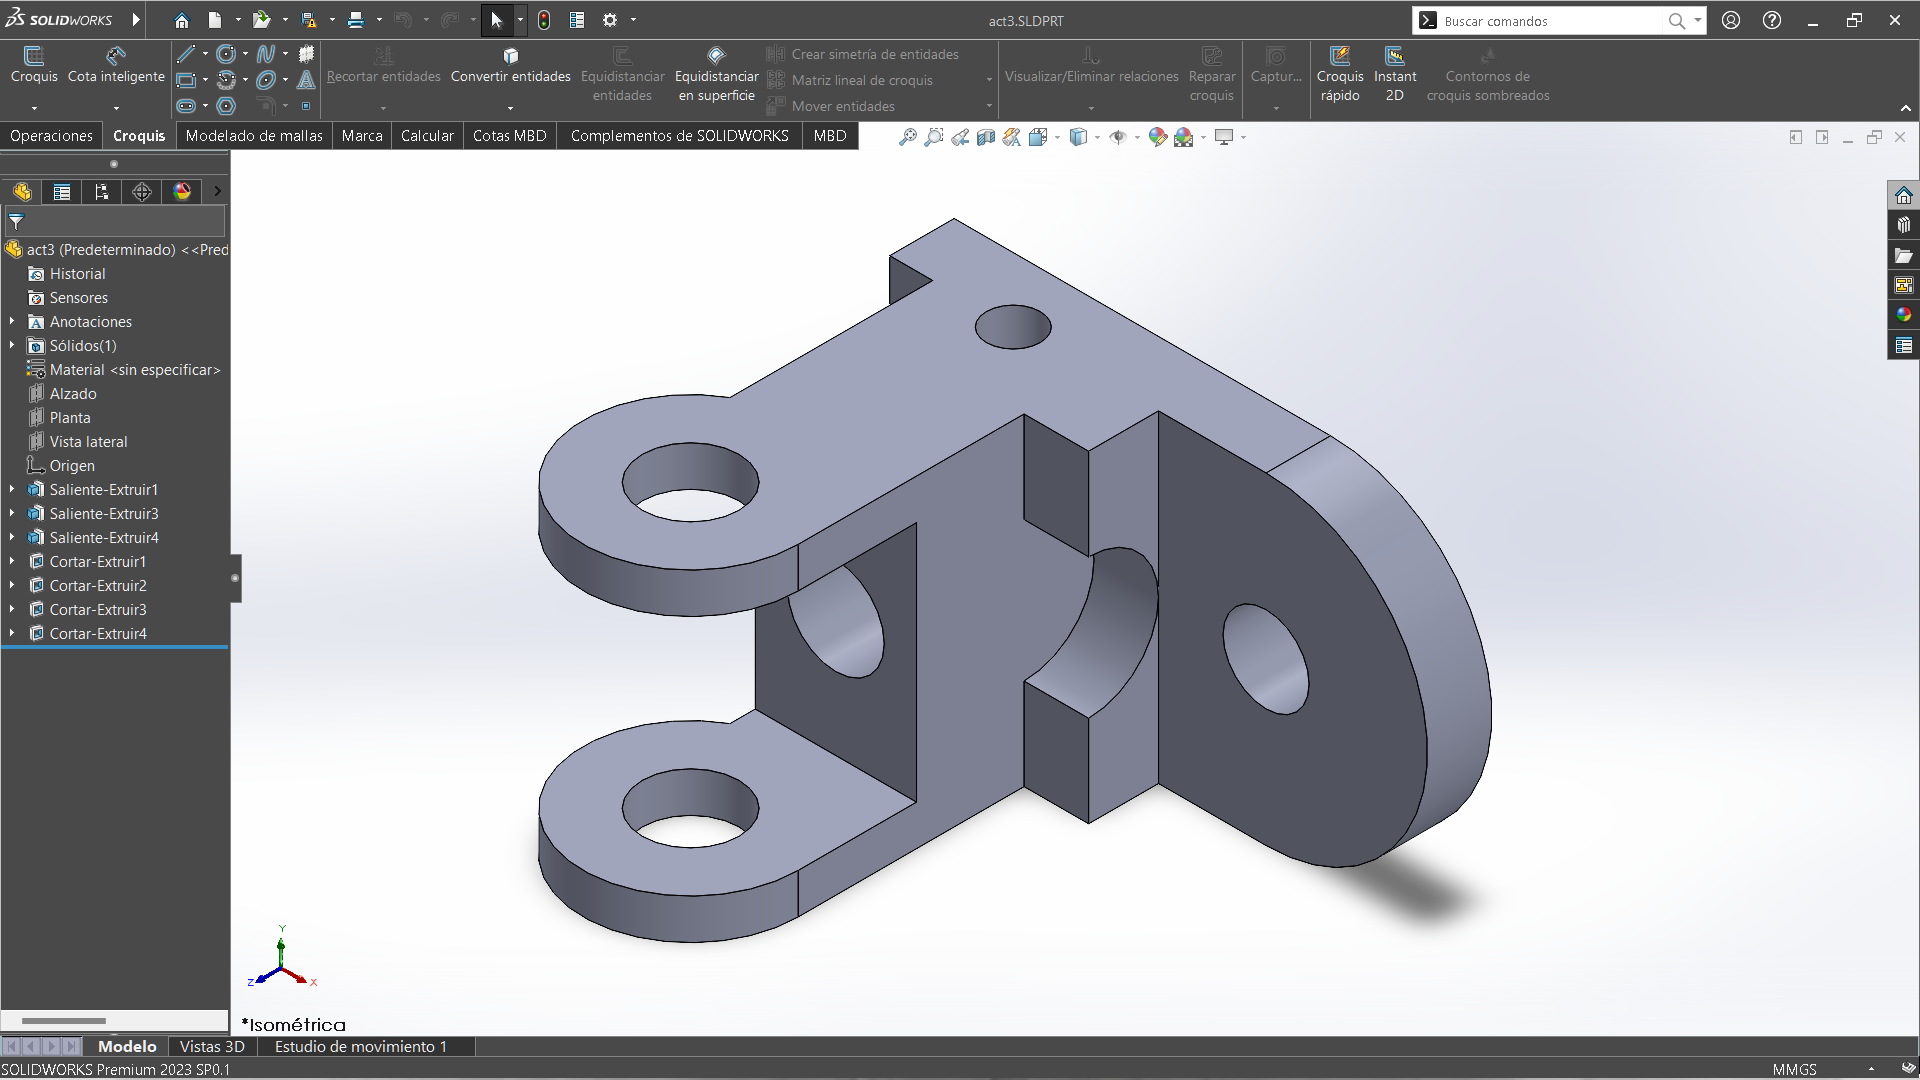 SOLIDWORKS
act3.SLDPRT
Buscar comandos
Croquis
Cota inteligente
Recortar entidades
Convertir entidades
Equidistanciar entidades
Equidistanciar en superficie
Crear simetría de entidades
Matriz lineal de croquis
Mover entidades
Visualizar/Eliminar relaciones
Reparar croquis
Captur...
Croquis rápido
Instant 2D
Contornos de croquis sombreados
Operaciones
Croquis
Modelado de mallas
Marca
Calcular
Cotas MBD
Complementos de SOLIDWORKS
MBD
act3 (Predeterminado) <<Pred
Historial
Sensores
Anotaciones
Sólidos(1)
Material <sin especificar>
Alzado
Planta
Vista lateral
Origen
Saliente-Extruir1
Saliente-Extruir3
Saliente-Extruir4
Cortar-Extruir1
Cortar-Extruir2
Cortar-Extruir3
Cortar-Extruir4
Y
Z
X
*Isométrica
Modelo
Vistas 3D
Estudio de movimiento 1
SOLIDWORKS Premium 2023 SP0.1
MMGS